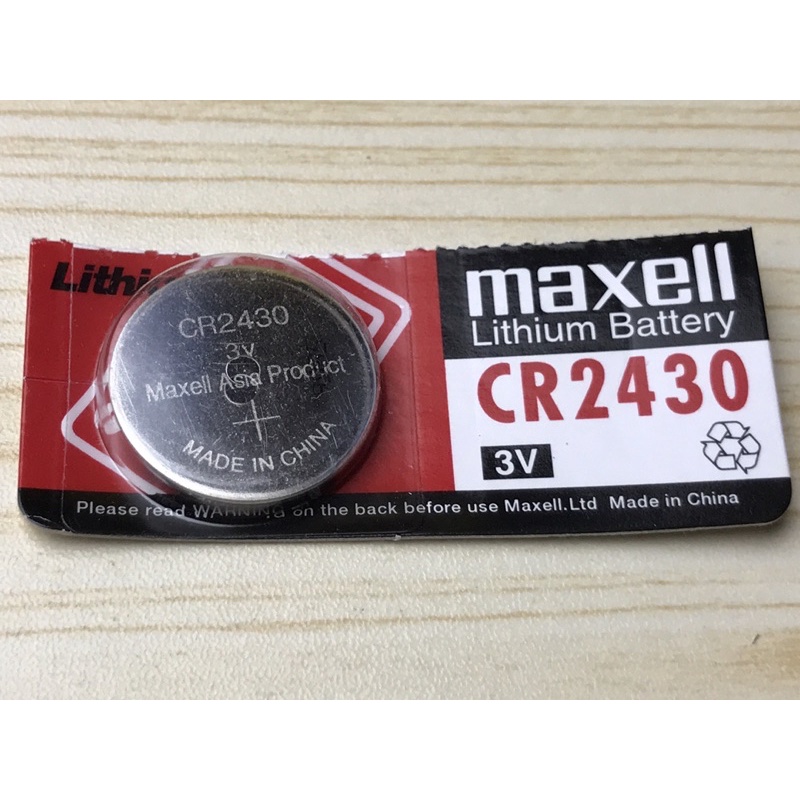 Lithi
CR2430
3V
Maxell Asia Product
+
MADE IN CHINA
maxell
Lithium Battery
CR2430
3V
Please read WARNING on the back before use Maxell.Ltd Made in China